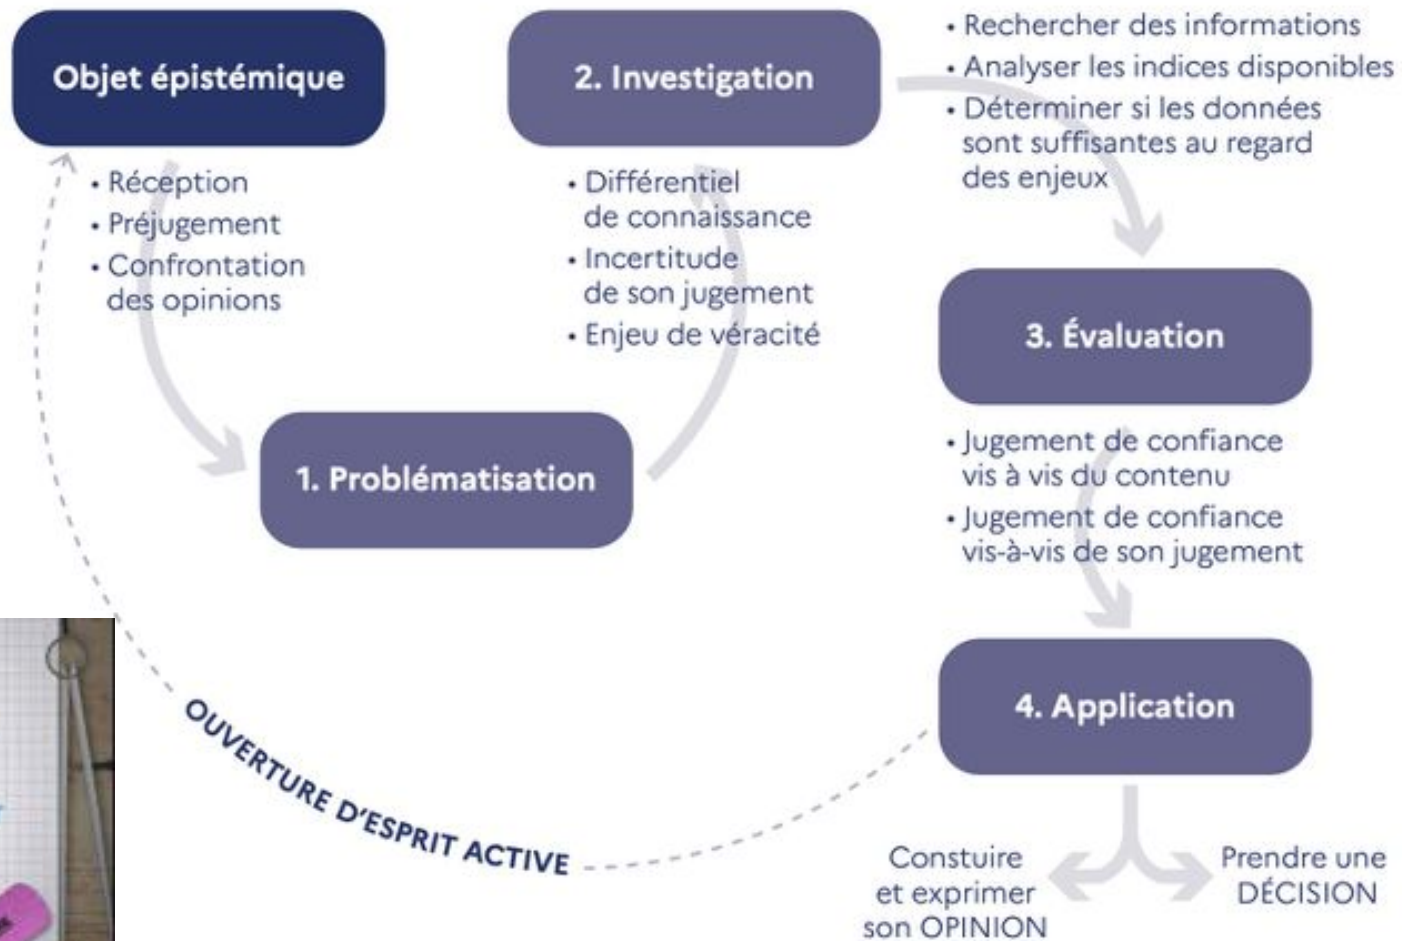 Objet épistémique
• Réception
• Préjugement
• Confrontation
des opinions
1. Problématisation
2. Investigation
• Différentiel
de connaissance
• Incertitude
de son jugement
• Enjeu de véracité
• Rechercher des informations
• Analyser les indices disponibles
• Déterminer si les données
sont suffisantes au regard
des enjeux
3. Évaluation
• Jugement de confiance
vis à vis du contenu
• Jugement de confiance
vis-à-vis de son jugement
4. Application
Constuire
et exprimer
son OPINION
Prendre une
DÉCISION
OUVERTURE D'ESPRIT ACTIVE